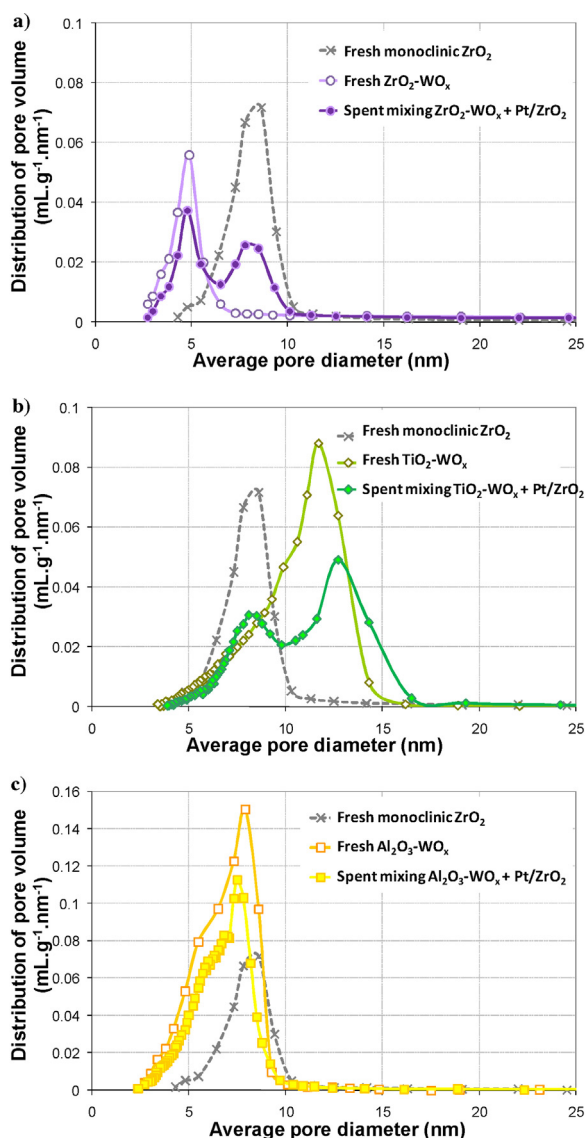 a)
Distribution of pore volume
(mL.g⁻¹.nm⁻¹)
0.1
0.08
0.06
0.04
0.02
0
Fresh monoclinic ZrO₂
Fresh ZrO₂-WOₓ
Spent mixing ZrO₂-WOₓ + Pt/ZrO₂
0 5 10 15 20 25
Average pore diameter (nm)
b)
Distribution of pore volume
(mL.g⁻¹.nm⁻¹)
0.1
0.08
0.06
0.04
0.02
0
Fresh monoclinic ZrO₂
Fresh TiO₂-WOₓ
Spent mixing TiO₂-WOₓ + Pt/ZrO₂
0 5 10 15 20 25
Average pore diameter (nm)
c)
Distribution of pore volume
(mL.g⁻¹.nm⁻¹)
0.16
0.14
0.12
0.1
0.08
0.06
0.04
0.02
0
Fresh monoclinic ZrO₂
Fresh Al₂O₃-WOₓ
Spent mixing Al₂O₃-WOₓ + Pt/ZrO₂
0 5 10 15 20 25
Average pore diameter (nm)